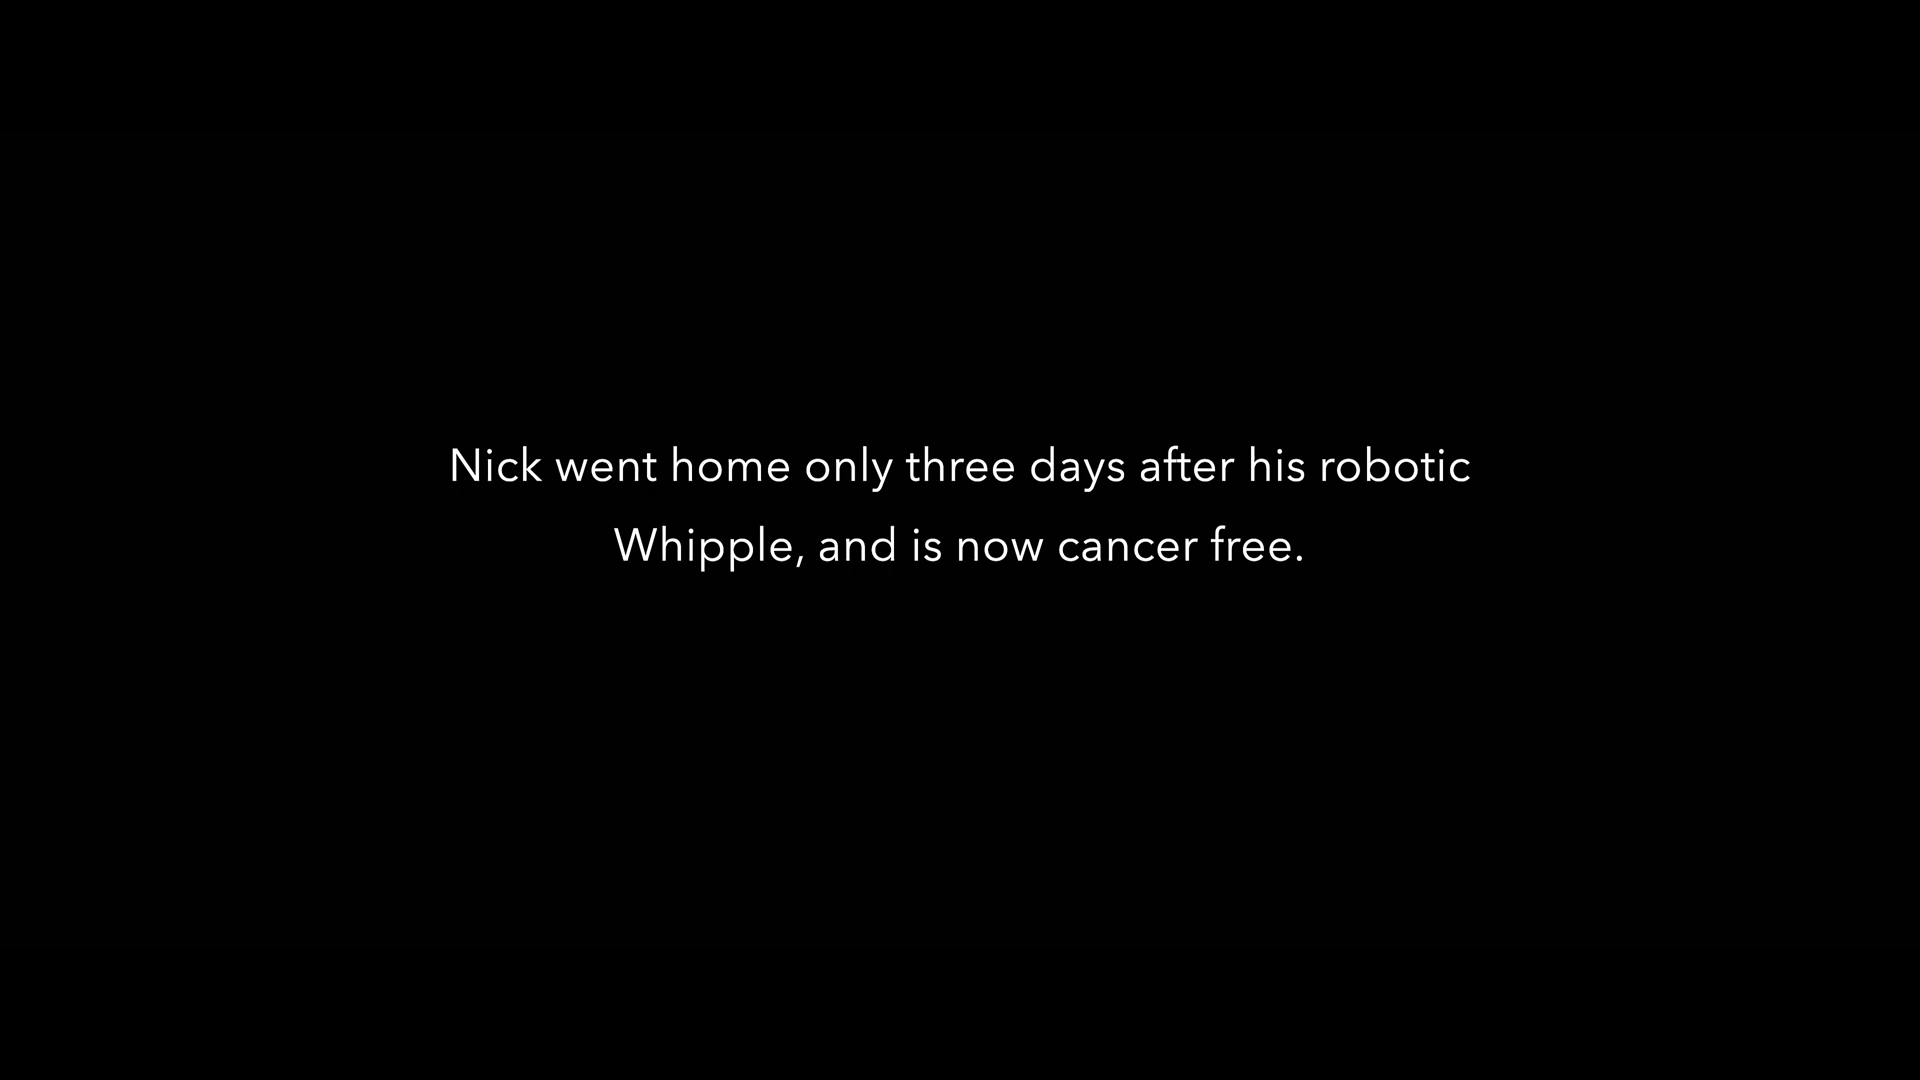 Nick went home only three days after his robotic
Whipple, and is now cancer free.